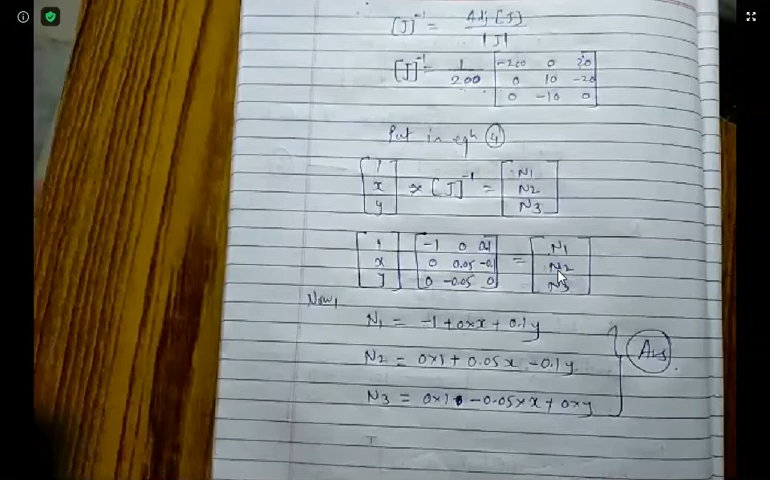 [J]⁻¹ = Adj [J] / |J|
[J]⁻¹ = 1/200 [-200 0 20
0 10 -20
0 -10 0]
Put in eqn (4)
[1 x y] × [J]⁻¹ = [N1 N2 N3]
[1 x y] [-1 0 0.1
0 0.05 -0.1
0 -0.05 0] = [N1 N2 N3]
Now,
N1 = -1 + 0×x + 0.1y
N2 = 0×1 + 0.05x - 0.1y
N3 = 0×1 - 0.05×x + 0×y
Ans